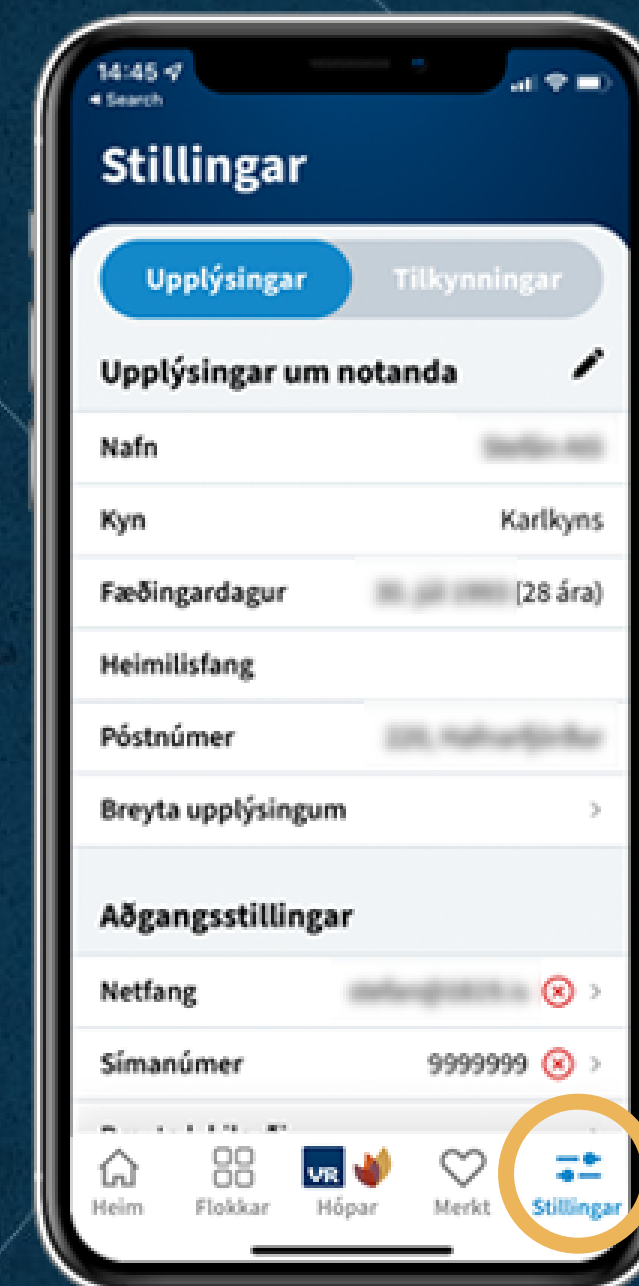 14:45
◀ Search
Stillingar
Upplýsingar Tilkynningar
Upplýsingar um notanda
Nafn
Kyn Karlkyns
Fæðingardagur (28 ára)
Heimilisfang
Póstnúmer
Breyta upplýsingum
Aðgangsstillingar
Netfang
Símanúmer 9999999
VR
Heim Flokkar Hópar Merkt Stillingar